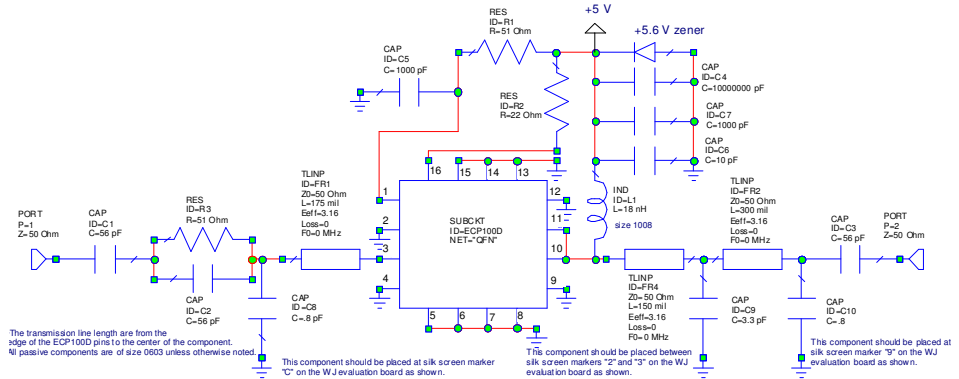 +5 V
RES
ID=R1
R=51 Ohm
+5.6 V zener
CAP
ID=C5
C=1000 pF
CAP
ID=C4
C=10000000 pF
RES
ID=R2
R=22 Ohm
CAP
ID=C7
C=1000 pF
CAP
ID=C6
C=10 pF
16
15
14
13
TLINP
ID=FR1
Z0=50 Ohm
L=175 mil
Eeff=3.16
Loss=0
F0=0 MHz
1
12
IND
ID=L1
L=18 nH
size 1008
TLINP
ID=FR2
Z0=50 Ohm
L=300 mil
Eeff=3.16
Loss=0
F0=0 MHz
PORT
P=1
Z=50 Ohm
CAP
ID=C1
C=56 pF
RES
ID=R3
R=51 Ohm
2
11
SUBCKT
ID=ECP100D
NET="QFN"
CAP
ID=C3
C=56 pF
PORT
P=2
Z=50 Ohm
3
10
4
9
CAP
ID=C2
C=56 pF
CAP
ID=C8
C=.8 pF
5
6
7
8
TLINP
ID=FR4
Z0=50 Ohm
L=150 mil
Eeff=3.16
Loss=0
F0=0 MHz
CAP
ID=C9
C=3.3 pF
CAP
ID=C10
C=.8
The transmission line length are from the
edge of the ECP100D pins to the center of the component.
All passive components are of size 0603 unless otherwise noted.
This component should be placed at silk screen marker
"C" on the WJ evaluation board as shown.
This component should be placed between
silk screen markers "2" and "3" on the WJ
evaluation board as shown.
This component should be placed at
silk screen marker "9" on the WJ
evaluation board as shown.